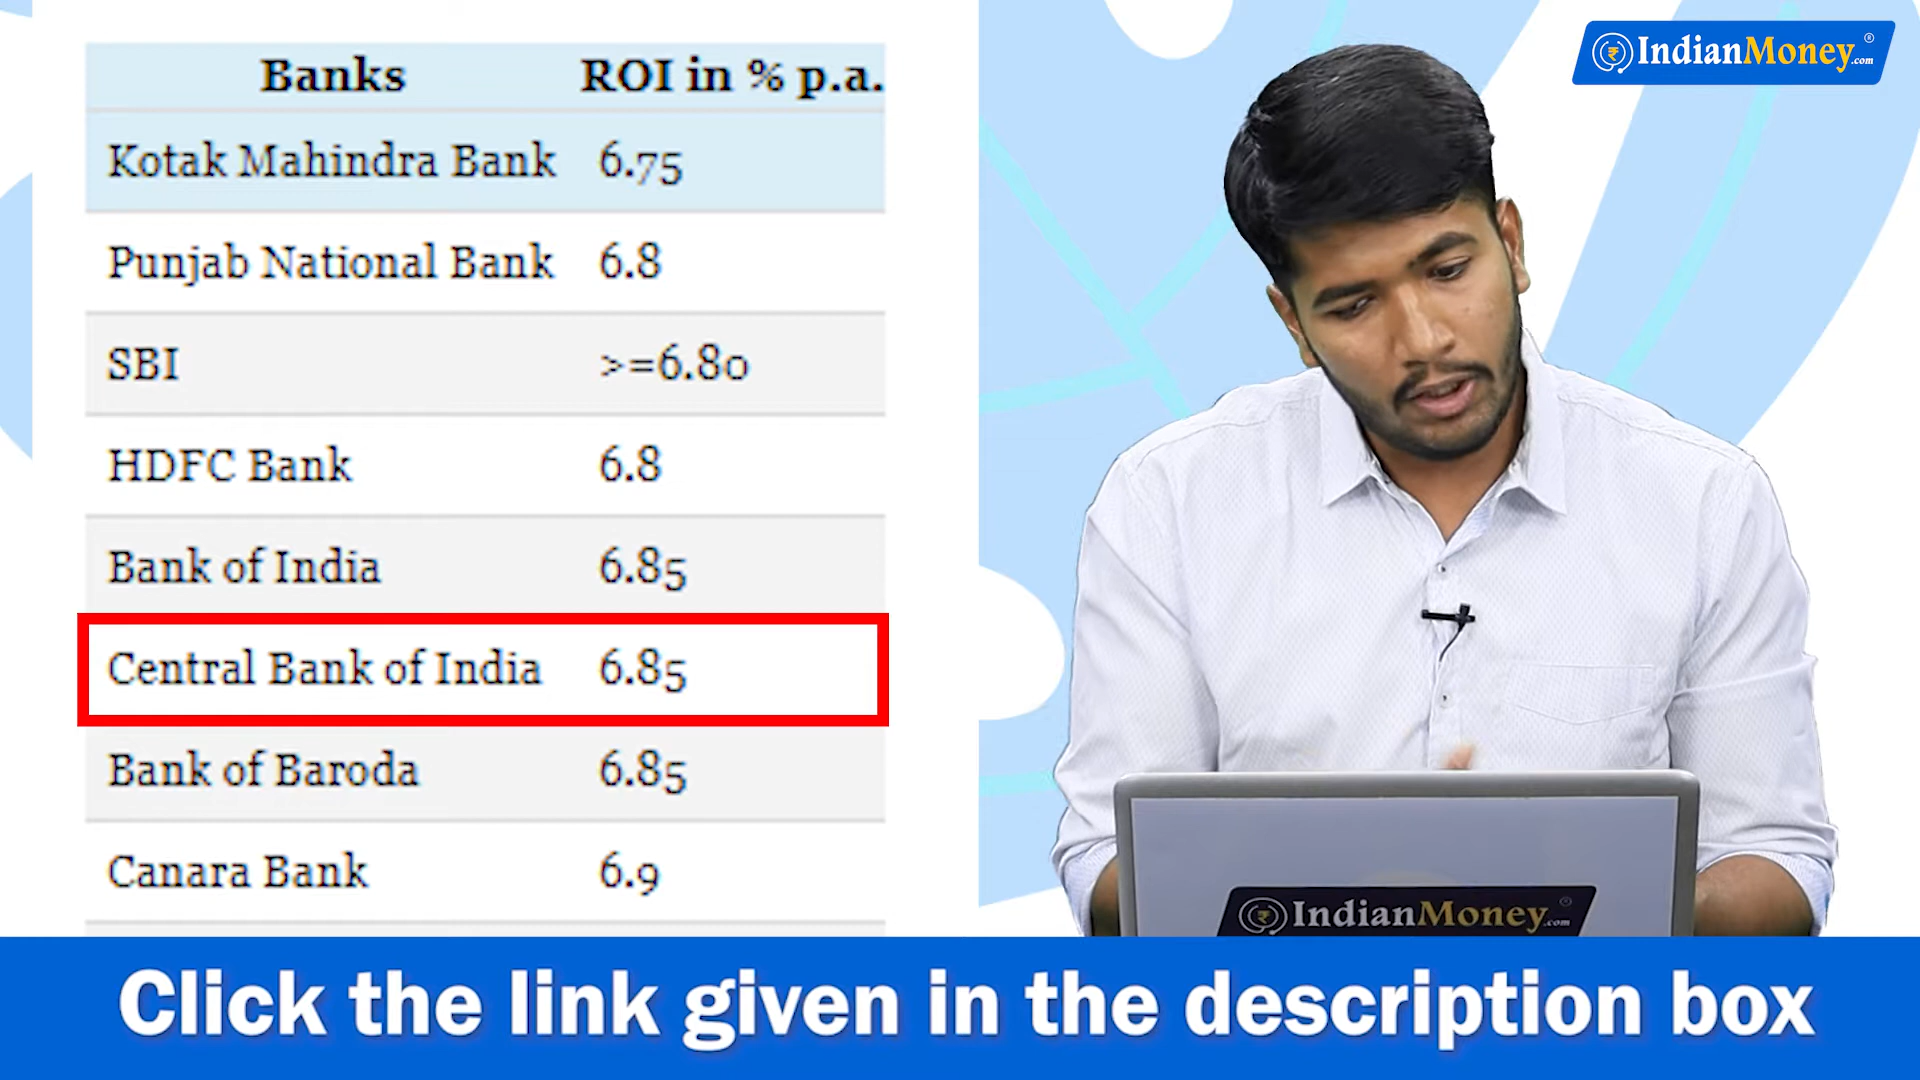 Banks ROI in % p.a.
Kotak Mahindra Bank 6.75
Punjab National Bank 6.8
SBI >=6.80
HDFC Bank 6.8
Bank of India 6.85
Central Bank of India 6.85
Bank of Baroda 6.85
Canara Bank 6.9
IndianMoney.com
IndianMoney.com
Click the link given in the description box